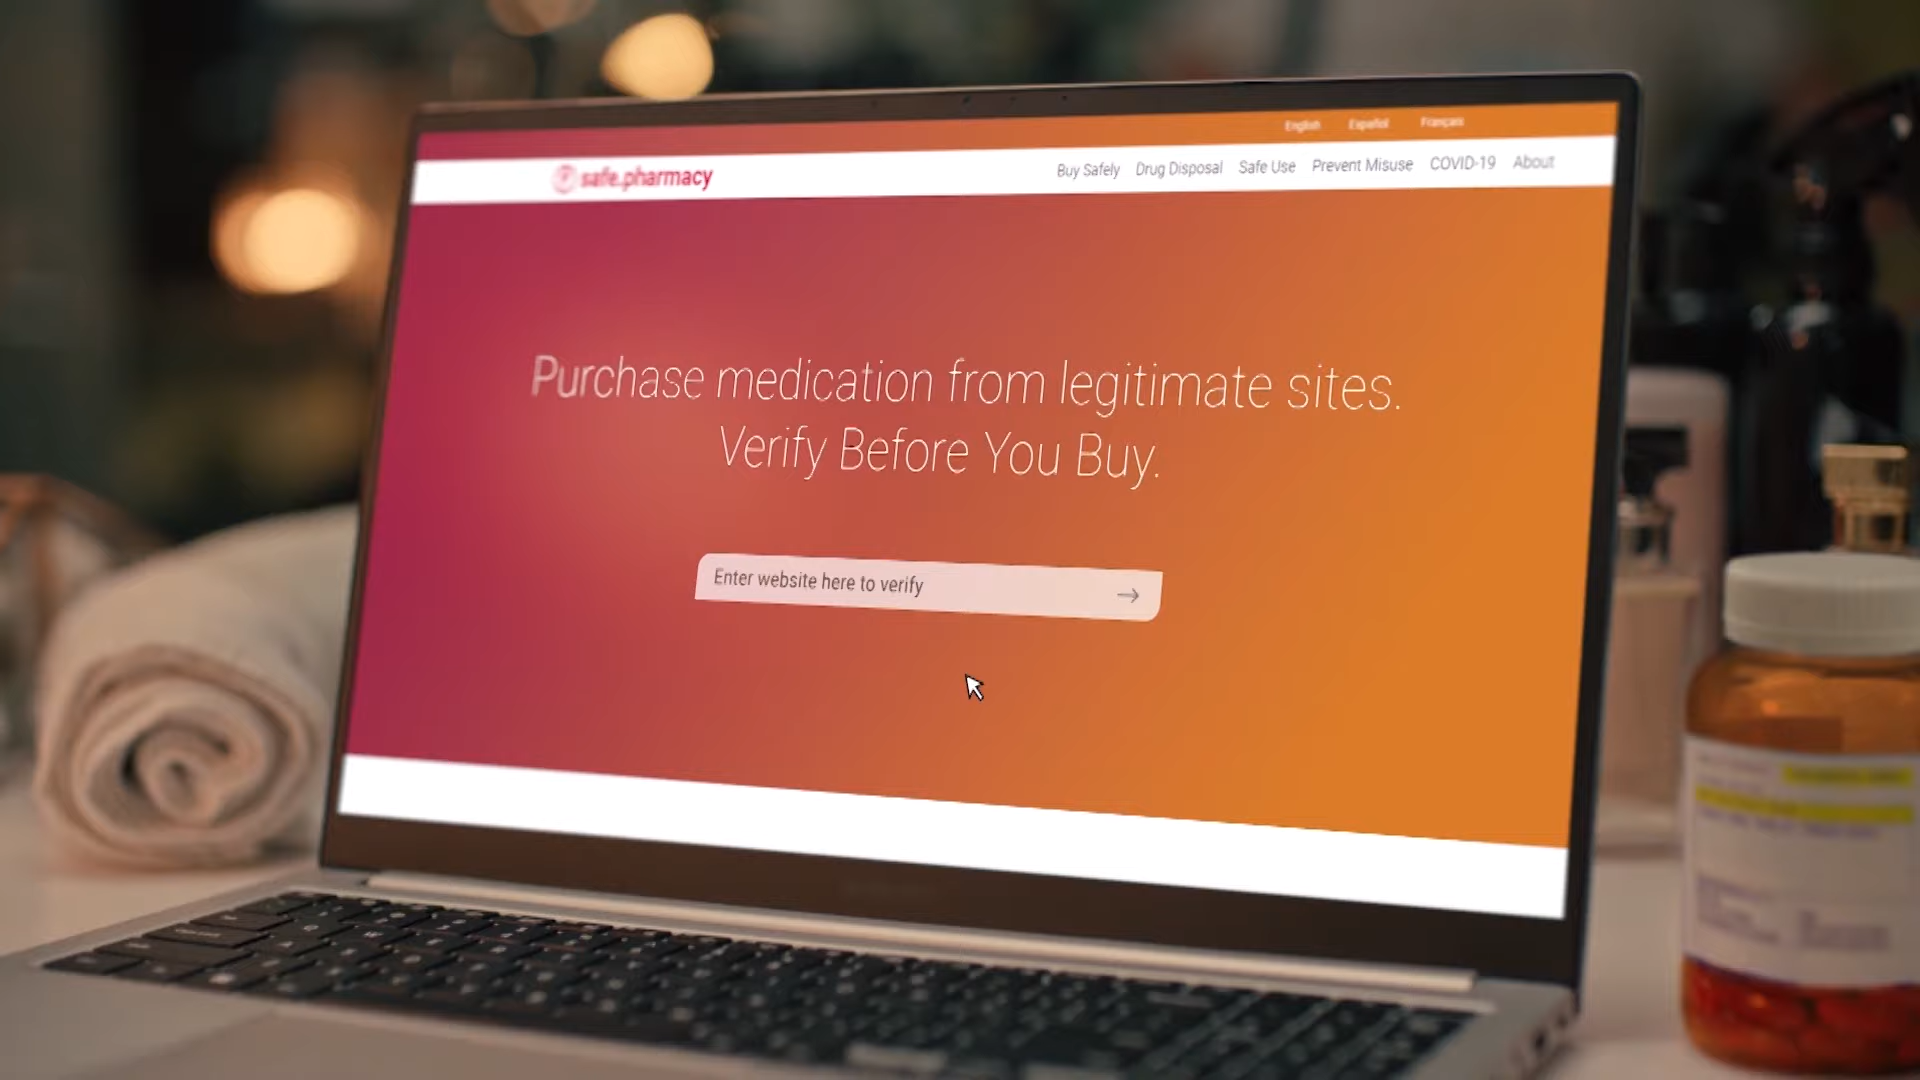 English Español Français
safe.pharmacy Buy Safely Drug Disposal Safe Use Prevent Misuse COVID-19 About
Purchase medication from legitimate sites.
Verify Before You Buy.
Enter website here to verify